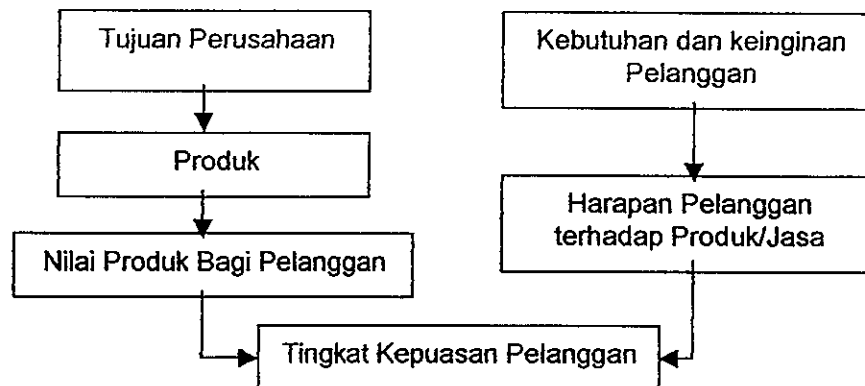 Tujuan Perusahaan
Produk
Nilai Produk Bagi Pelanggan
Kebutuhan dan keinginan
Pelanggan
Harapan Pelanggan
terhadap Produk/Jasa
Tingkat Kepuasan Pelanggan